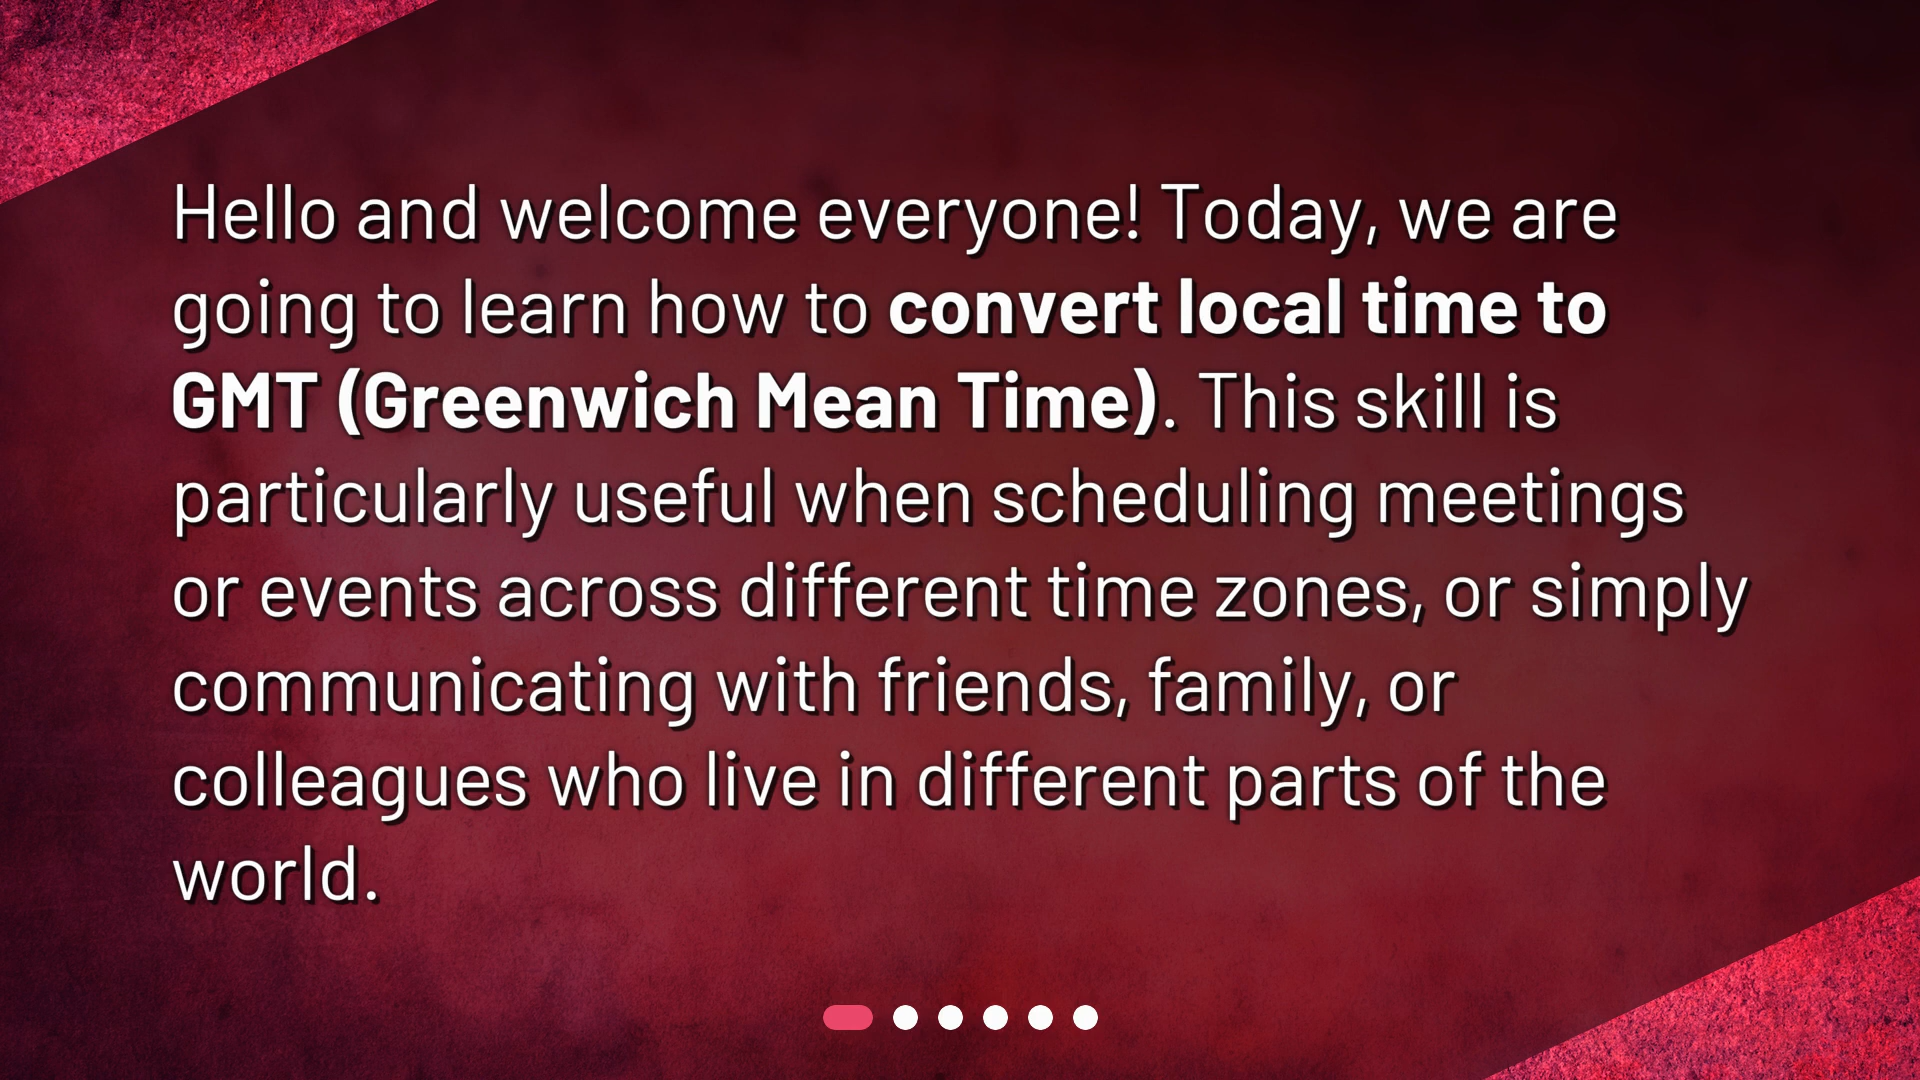 Hello and welcome everyone! Today, we are
going to learn how to convert local time to
GMT (Greenwich Mean Time). This skill is
particularly useful when scheduling meetings
or events across different time zones, or simply
communicating with friends, family, or
colleagues who live in different parts of the
world.